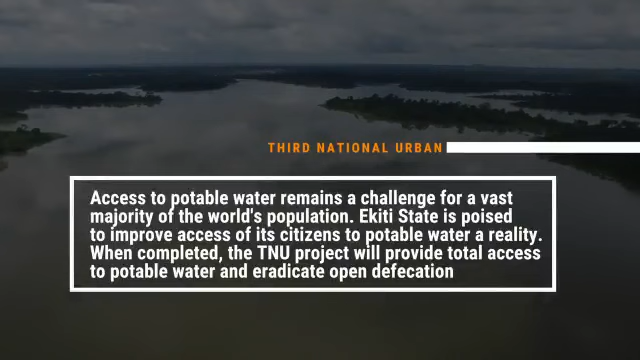 THIRD NATIONAL URBAN
Access to potable water remains a challenge for a vast
majority of the world's population. Ekiti State is poised
to improve access of its citizens to potable water a reality.
When completed, the TNU project will provide total access
to potable water and eradicate open defecation